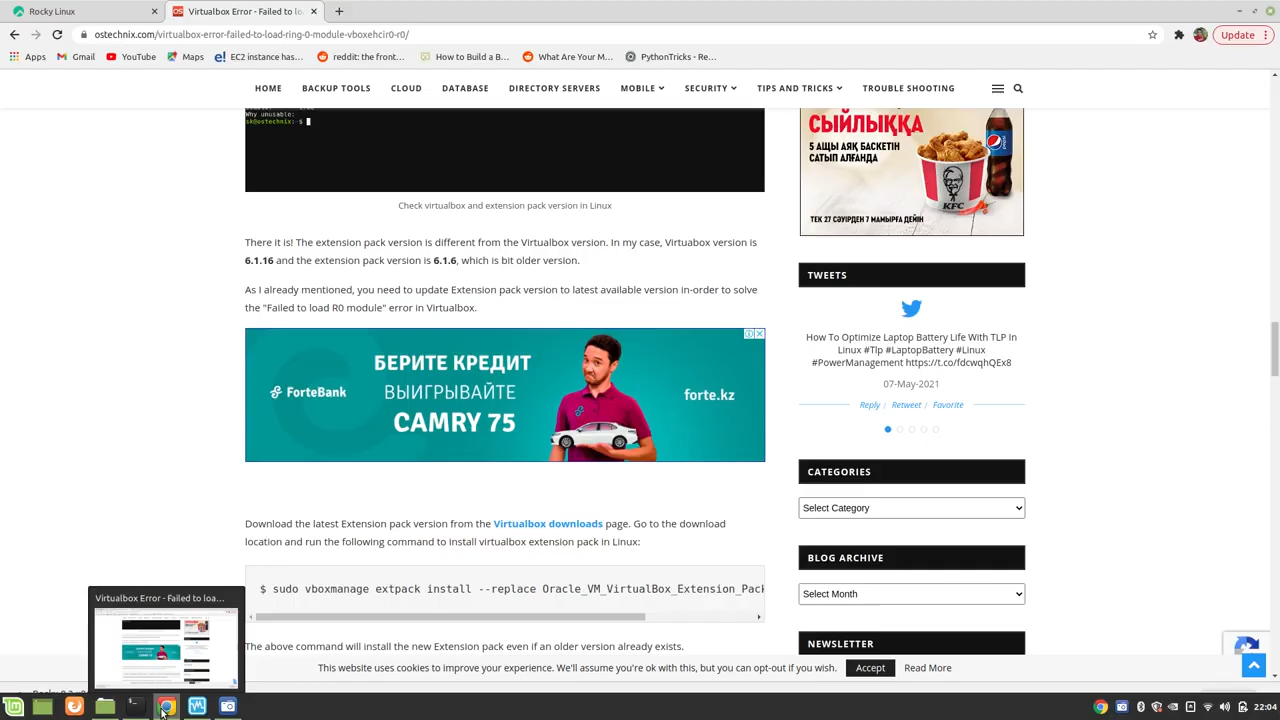 Rocky Linux
Virtualbox Error - Failed to lo
ostechnix.com/virtualbox-error-failed-to-load-ring-0-module-vboxehcir0-r0/
Update
Apps
Gmail
YouTube
Maps
EC2 instance has...
reddit: the front...
How to Build a B...
What Are Your M...
PythonTricks - Re...
HOME
BACKUP TOOLS
CLOUD
DATABASE
DIRECTORY SERVERS
MOBILE
SECURITY
TIPS AND TRICKS
TROUBLE SHOOTING
Why unusable:
sk@ostechnix:~$
Check virtualbox and extension pack version in Linux
There it is! The extension pack version is different from the Virtualbox version. In my case, Virtuabox version is
6.1.16 and the extension pack version is 6.1.6, which is bit older version.
As I already mentioned, you need to update Extension pack version to latest available version in-order to solve
the "Failed to load R0 module" error in Virtualbox.
ForteBank
БЕРИТЕ КРЕДИТ
ВЫИГРЫВАЙТЕ
CAMRY 75
forte.kz
Download the latest Extension pack version from the Virtualbox downloads page. Go to the download
location and run the following command to install virtualbox extension pack in Linux:
$ sudo vboxmanage extpack install --replace Oracle_VM_VirtualBox_Extension_Pack
The above command will install the new Extension pack even if an older version already exists.
СЫЙЛЫҚҚА
5 АЩЫ АЯҚ БАСКЕТІН
САТЫП АЛҒАНДА
KFC
ТЕК 27 СӘУІРДЕН 7 МАМЫРҒА ДЕЙІН
TWEETS
How To Optimize Laptop Battery Life With TLP In
Linux #Tlp #LaptopBattery #Linux
#PowerManagement https://t.co/fdcwqhQEx8
07-May-2021
Reply / Retweet / Favorite
CATEGORIES
Select Category
BLOG ARCHIVE
Select Month
NEWSLETTER
This website uses cookies to improve your experience. We'll assume you're ok with this, but you can opt-out if you wish.
Accept
Read More
Virtualbox Error - Failed to loa...
22:04